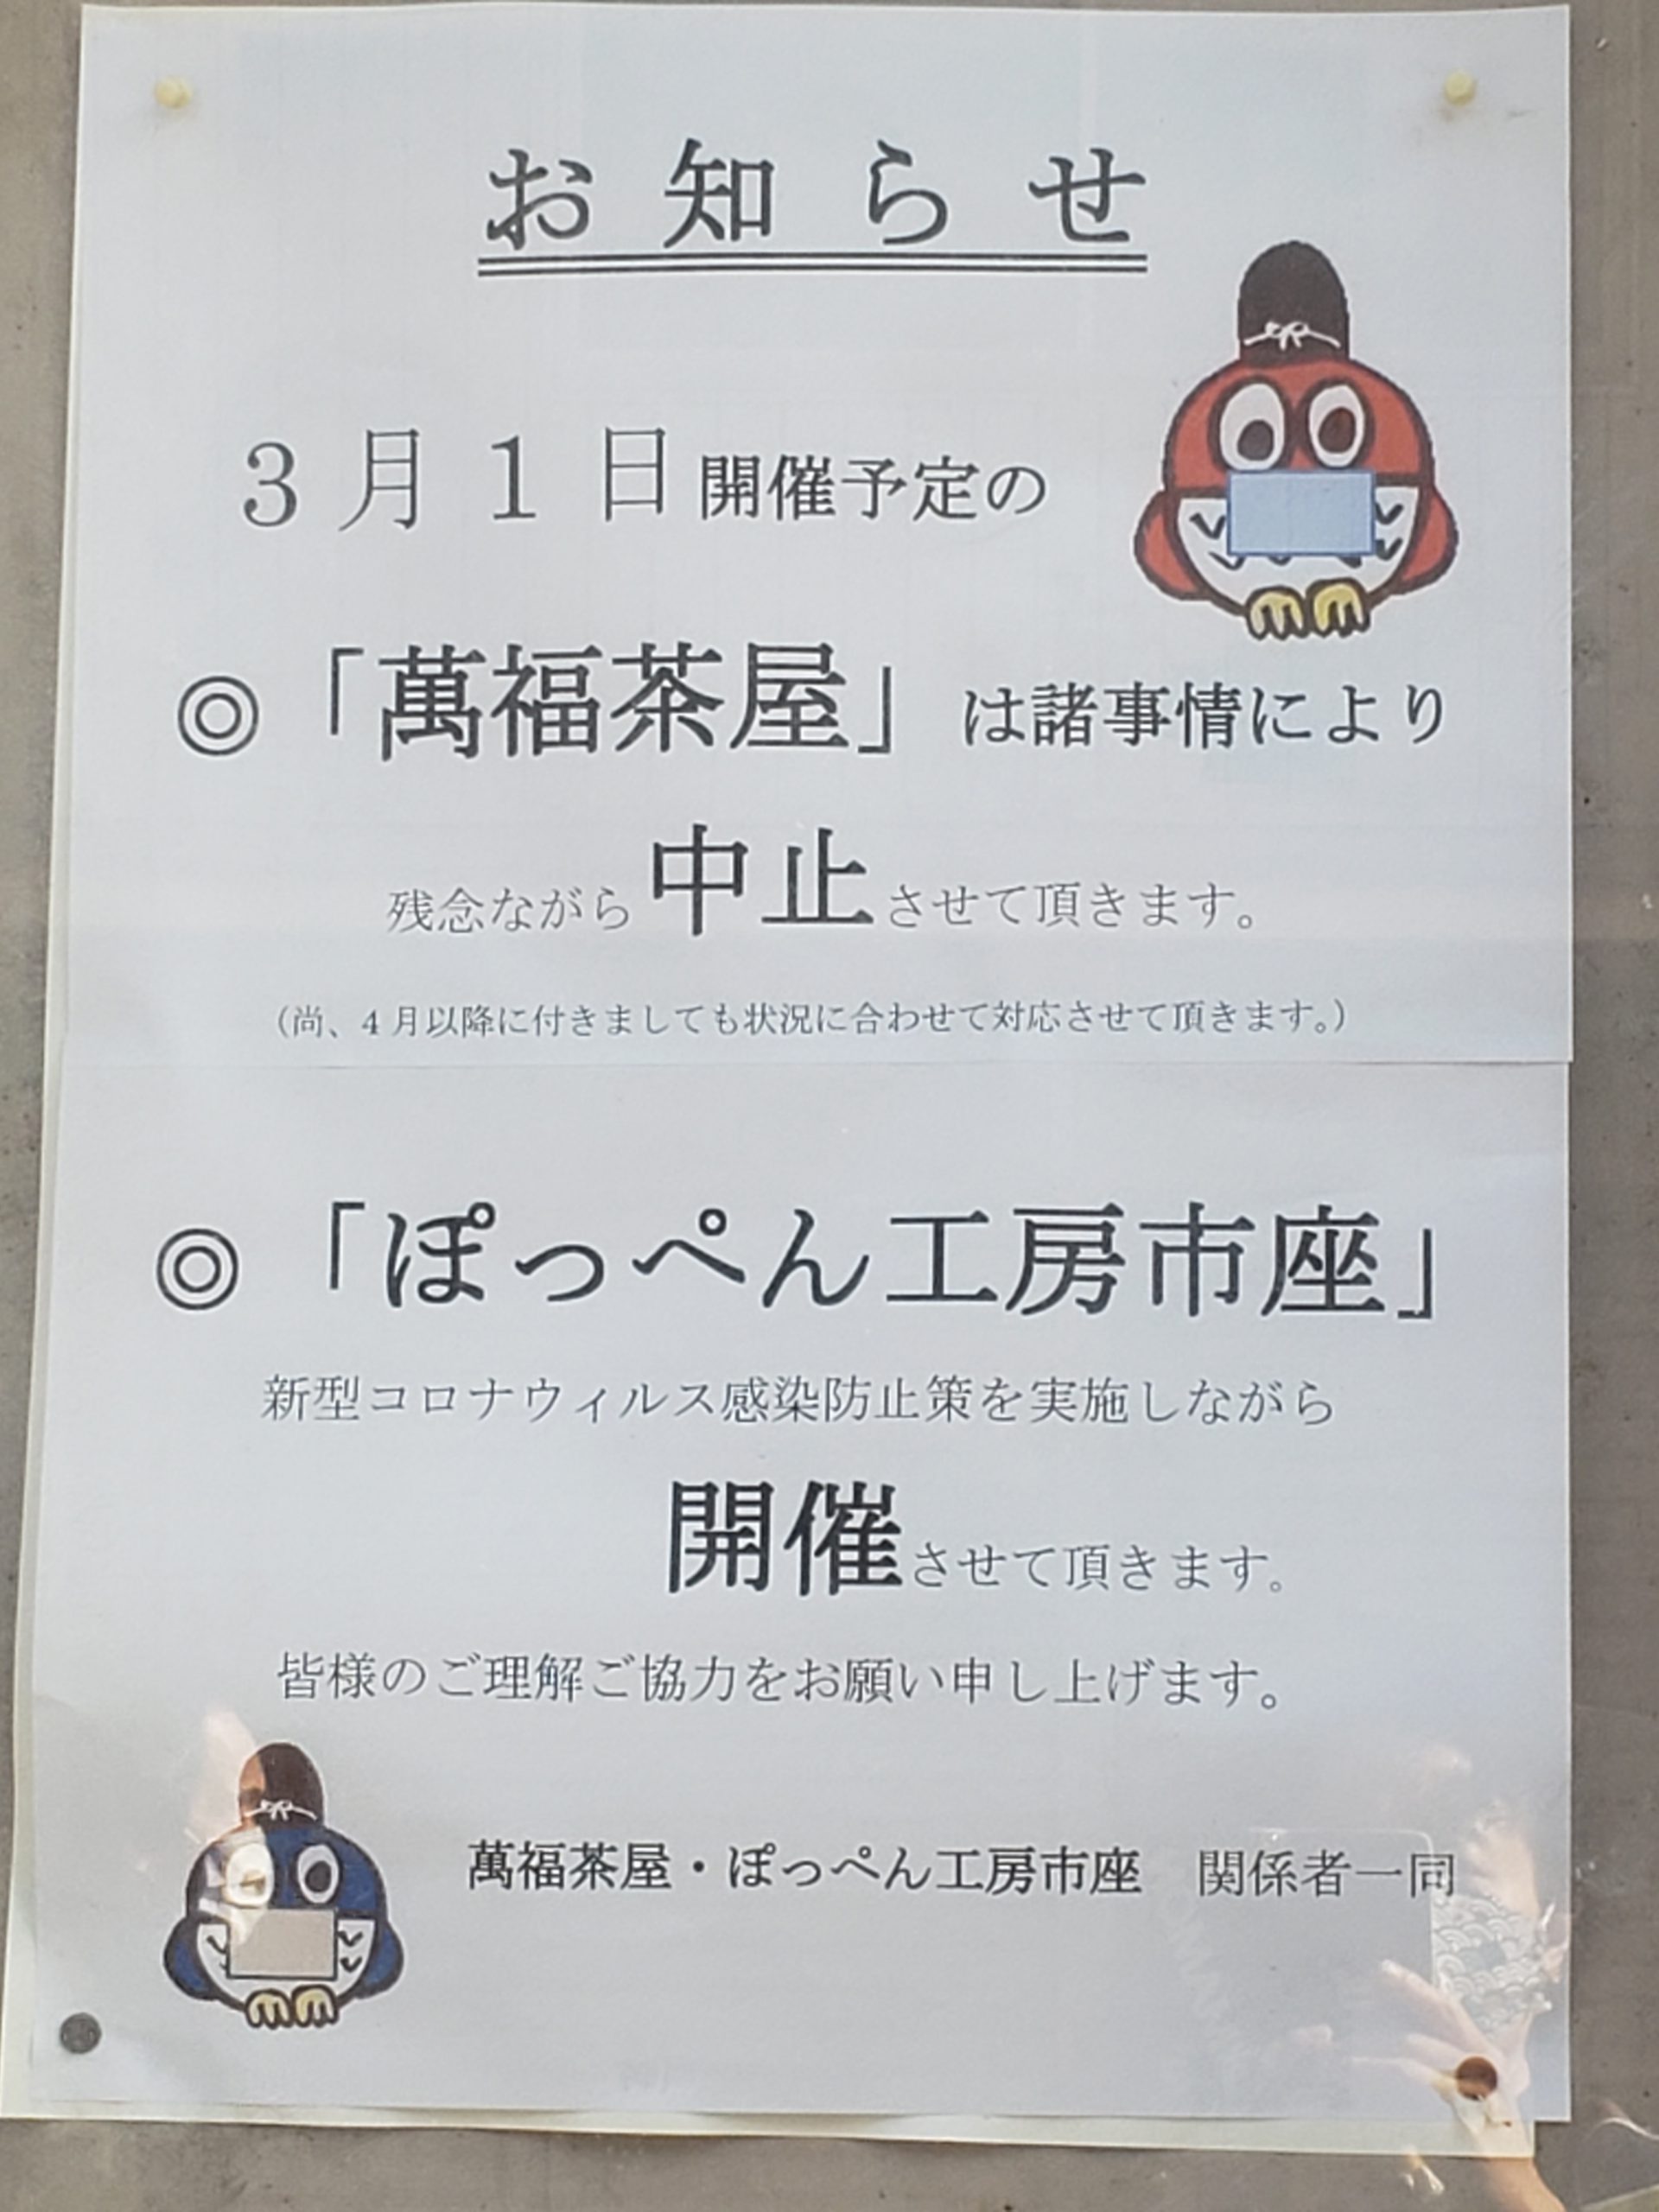 お知らせ
3月1日開催予定の
◎「萬福茶屋」は諸事情により
残念ながら中止させて頂きます。
(尚、4月以降に付きましても状況に合わせて対応させて頂きます。)
◎「ぽっぺん工房市座」
新型コロナウィルス感染防止策を実施しながら
開催させて頂きます。
皆様のご理解ご協力をお願い申し上げます。
萬福茶屋・ぽっぺん工房市座　関係者一同